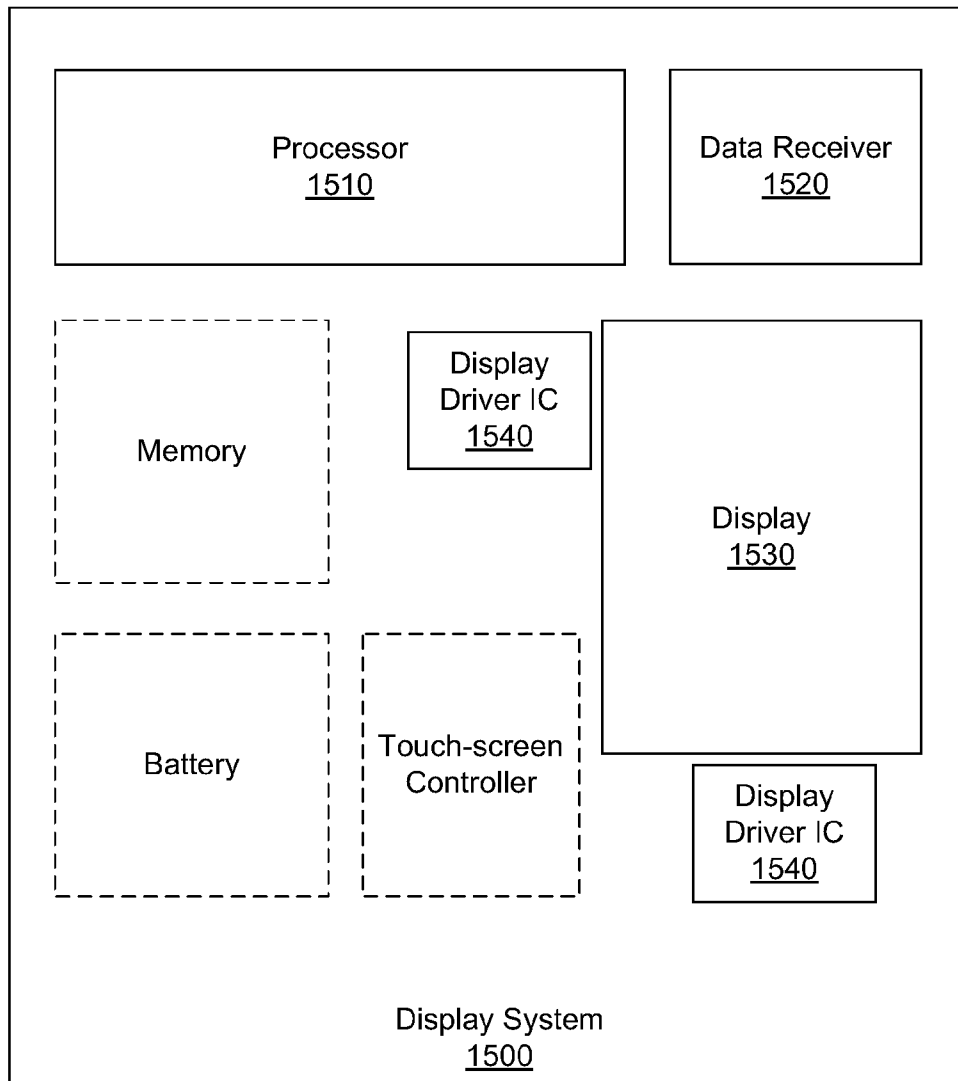 Processor
1510
Data Receiver
1520
Memory
Display
Driver IC
1540
Display
1530
Battery
Touch-screen
Controller
Display
Driver IC
1540
Display System
1500